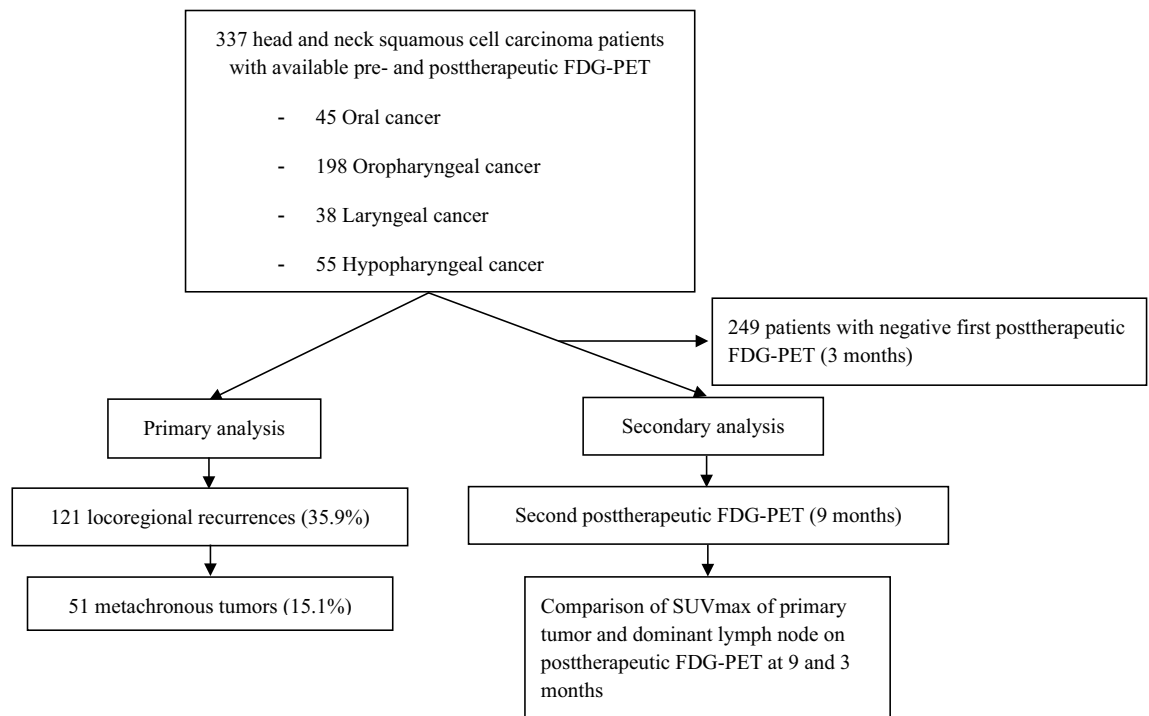 337 head and neck squamous cell carcinoma patients
with available pre- and posttherapeutic FDG-PET
- 45 Oral cancer
- 198 Oropharyngeal cancer
- 38 Laryngeal cancer
- 55 Hypopharyngeal cancer
249 patients with negative first posttherapeutic
FDG-PET (3 months)
Primary analysis
Secondary analysis
121 locoregional recurrences (35.9%)
Second posttherapeutic FDG-PET (9 months)
51 metachronous tumors (15.1%)
Comparison of SUVmax of primary
tumor and dominant lymph node on
posttherapeutic FDG-PET at 9 and 3
months